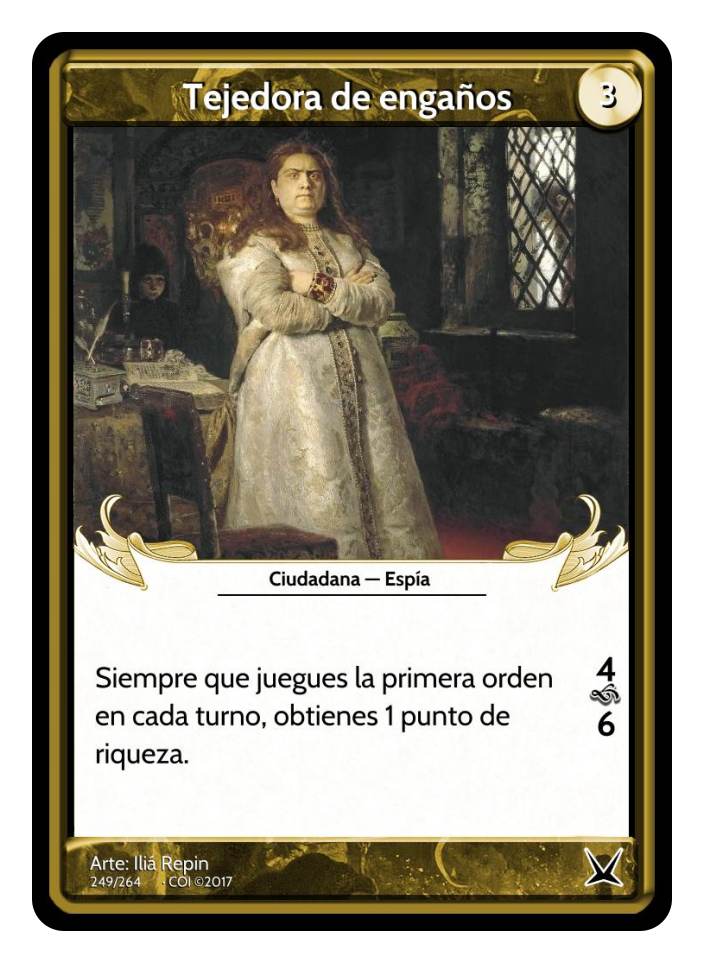 Tejedora de engaños
3
Ciudadana — Espía
Siempre que juegues la primera orden
en cada turno, obtienes 1 punto de
riqueza.
4
6
Arte: Iliá Repin
249/264 · COI ©2017